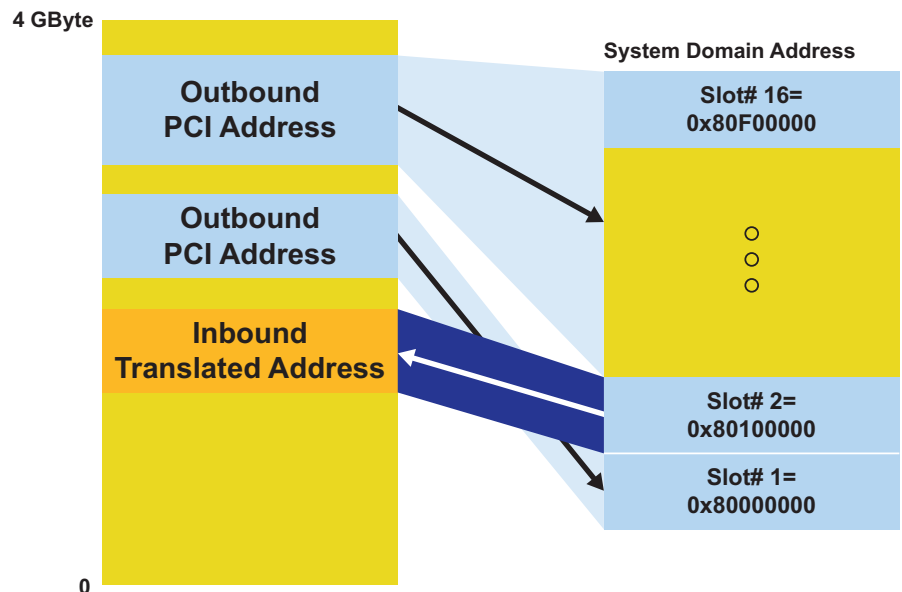 4 GByte
Outbound
PCI Address
Outbound
PCI Address
Inbound
Translated Address
0
System Domain Address
Slot# 16=
0x80F00000
Slot# 2=
0x80100000
Slot# 1=
0x80000000